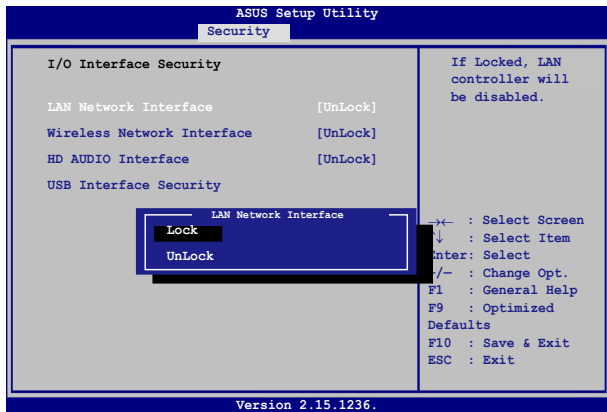 ASUS Setup Utility
Security
I/O Interface Security
LAN Network Interface [UnLock]
Wireless Network Interface [UnLock]
HD AUDIO Interface [UnLock]
USB Interface Security
LAN Network Interface
Lock
UnLock
If Locked, LAN
controller will
be disabled.
→← : Select Screen
↓ : Select Item
Enter: Select
/— : Change Opt.
F1 : General Help
F9 : Optimized
Defaults
F10 : Save & Exit
ESC : Exit
Version 2.15.1236.